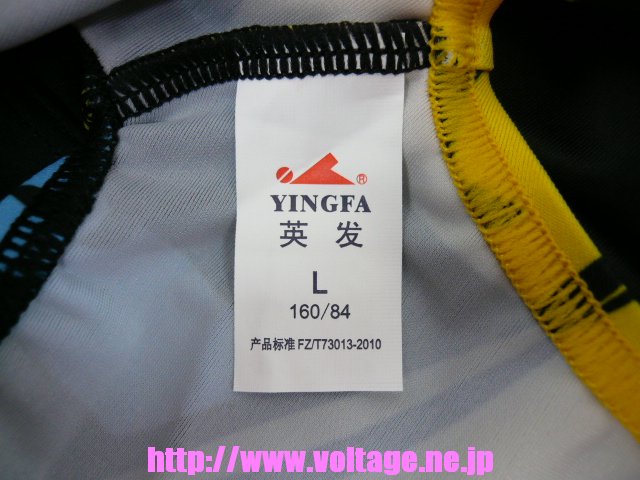 ®
YINGFA
英发
L
160/84
产品标准 FZ/T73013-2010
http://www.voltage.ne.jp